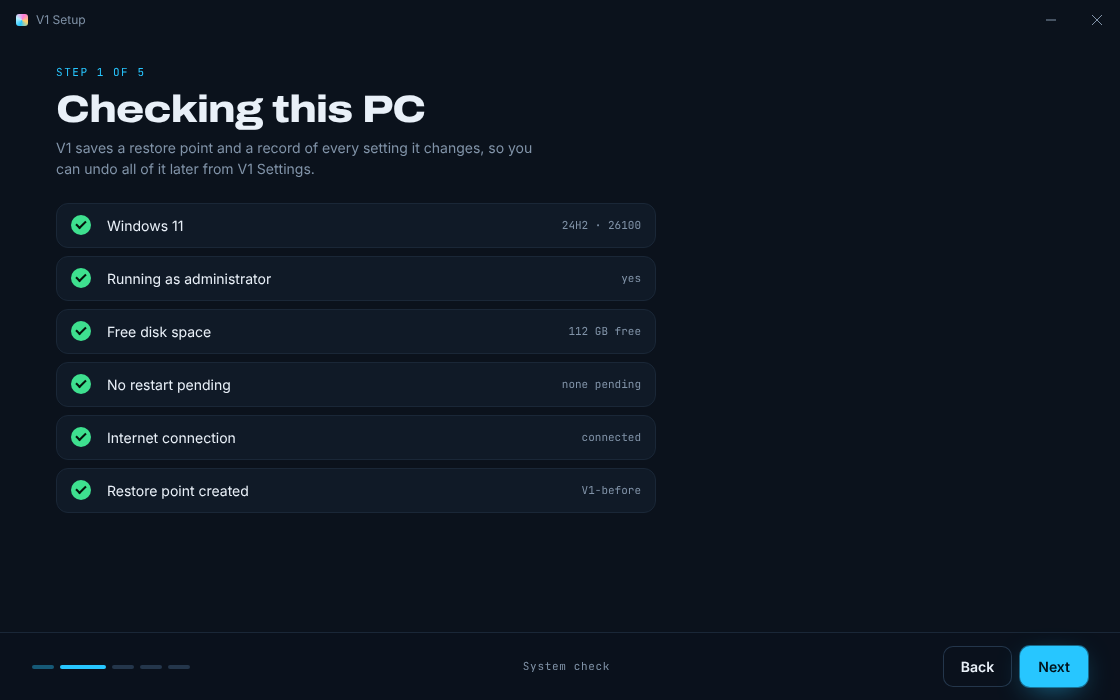 V1 Setup
STEP 1 OF 5
Checking this PC
V1 saves a restore point and a record of every setting it changes, so you
can undo all of it later from V1 Settings.
Windows 11 24H2 · 26100
Running as administrator yes
Free disk space 112 GB free
No restart pending none pending
Internet connection connected
Restore point created V1-before
System check
Back
Next